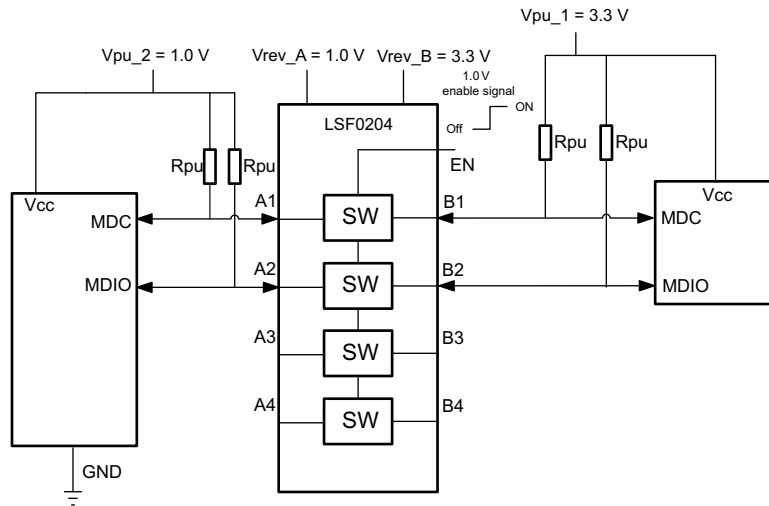 Vpu_1 = 3.3 V
Vpu_2 = 1.0 V
Vrev_A = 1.0 V
Vrev_B = 3.3 V
1.0 V
enable signal
ON
Off
LSF0204
EN
Rpu
Rpu
Rpu
Rpu
Vcc
MDC
A1
SW
B1
Vcc
MDC
MDIO
A2
SW
B2
MDIO
A3
SW
B3
A4
SW
B4
GND